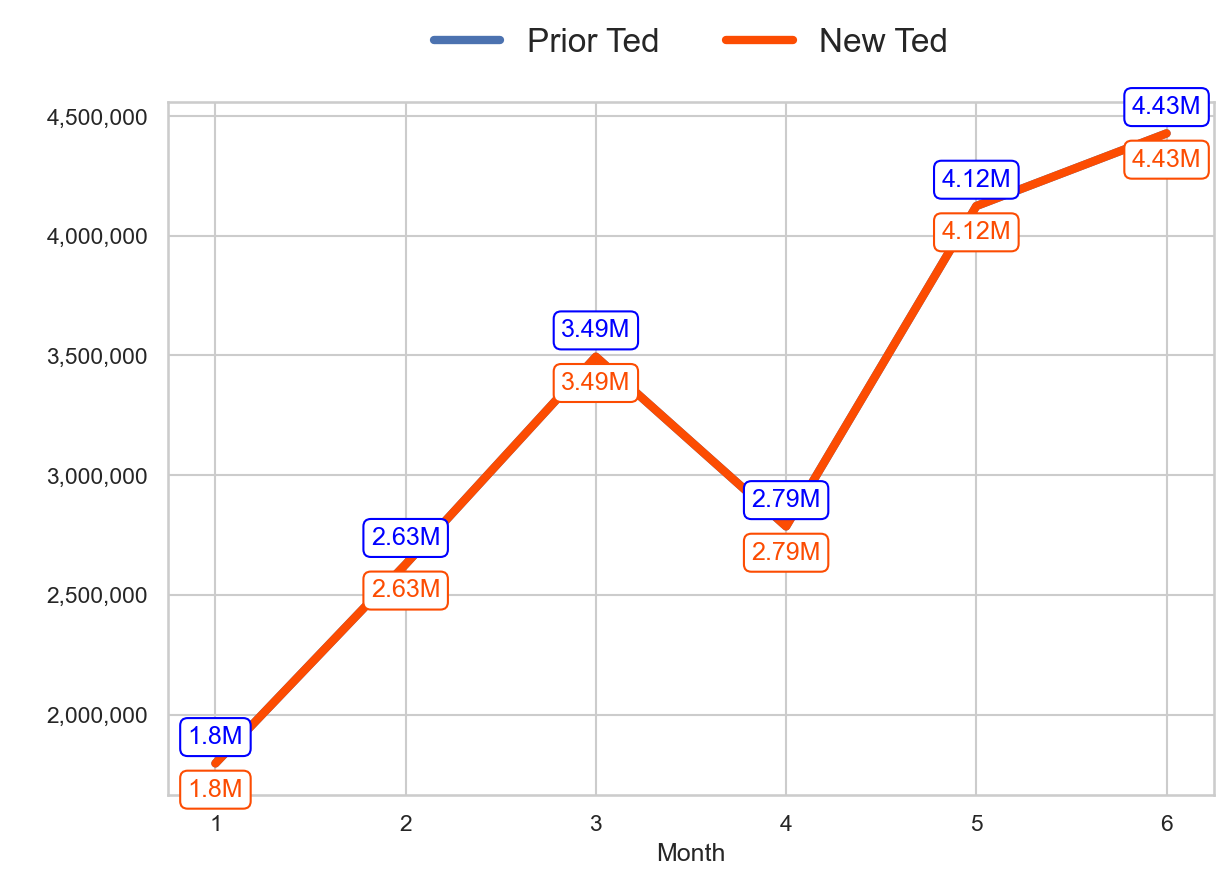 Prior Ted New Ted
4,500,000
4,000,000
3,500,000
3,000,000
2,500,000
2,000,000
4.43M
4.43M
4.12M
4.12M
3.49M
3.49M
2.79M
2.79M
2.63M
2.63M
1.8M
1.8M
1 2 3 4 5 6
Month